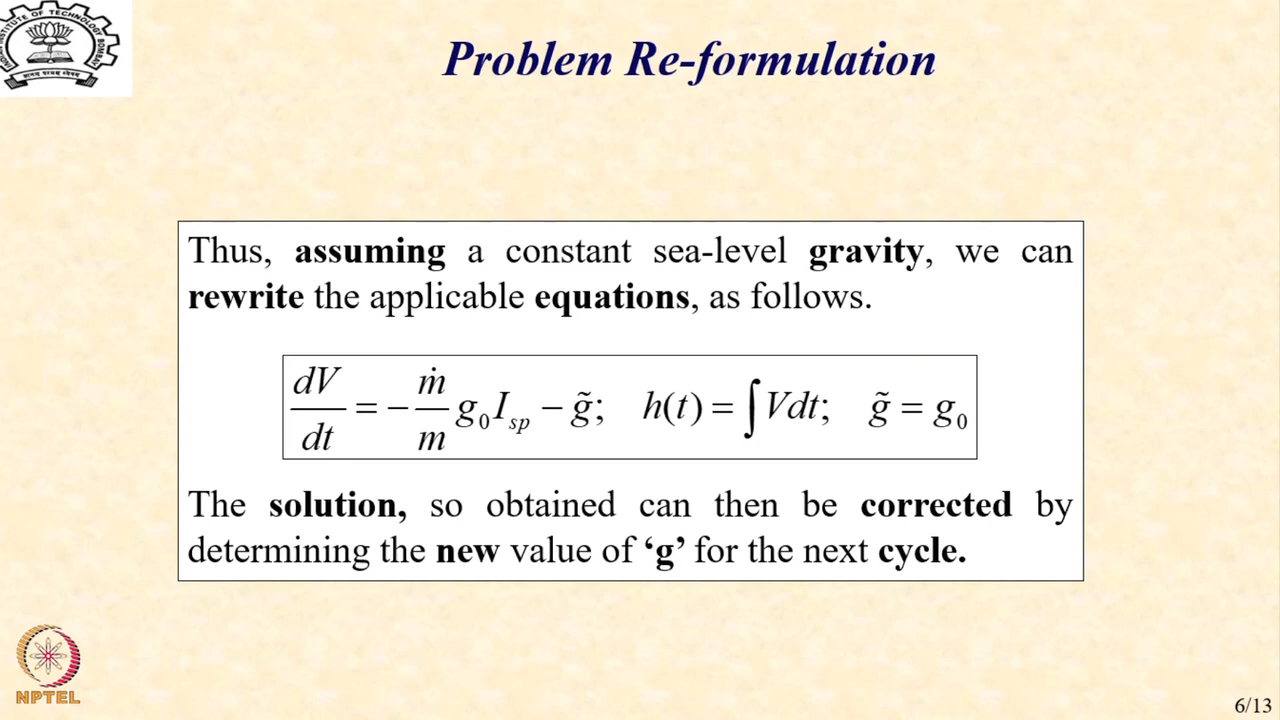 Problem Re-formulation
Thus, assuming a constant sea-level gravity, we can
rewrite the applicable equations, as follows.
dV/dt = −ṁ/m g₀I_sp − g̃; h(t) = ∫Vdt; g̃ = g₀
The solution, so obtained can then be corrected by
determining the new value of ‘g’ for the next cycle.
NPTEL
6/13